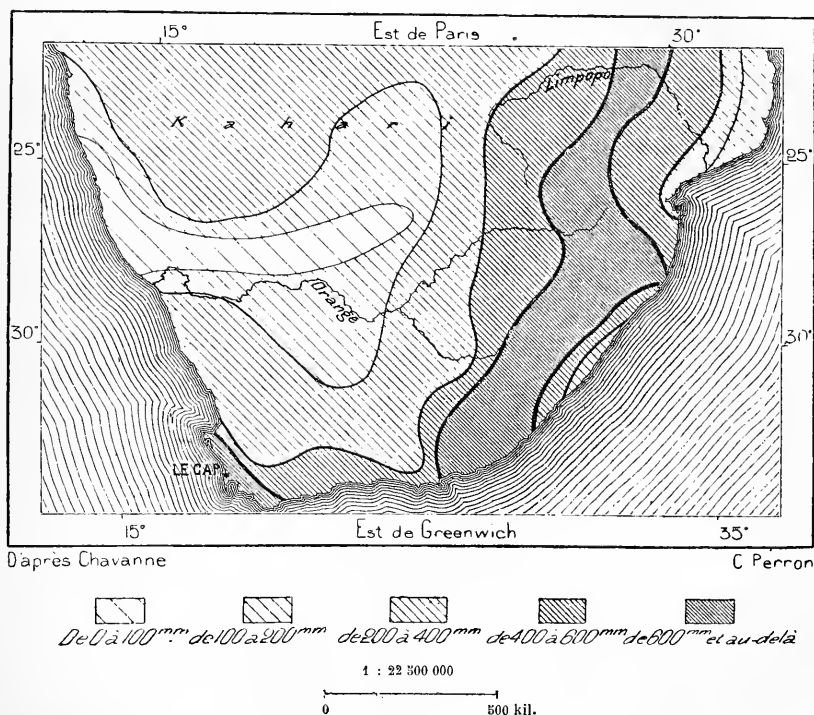 15° Est de Paris 30°
Limpopo
Kahari
25° 25°
Orange
30° 30°
LE CAP
15° Est de Greenwich 35°
D'après Chavanne C Perron
De 0 à 100mm. de 100 à 200mm de 200 à 400mm de 400 à 600mm de 600mm et au-delà
1 : 22 500 000
0 500 kil.